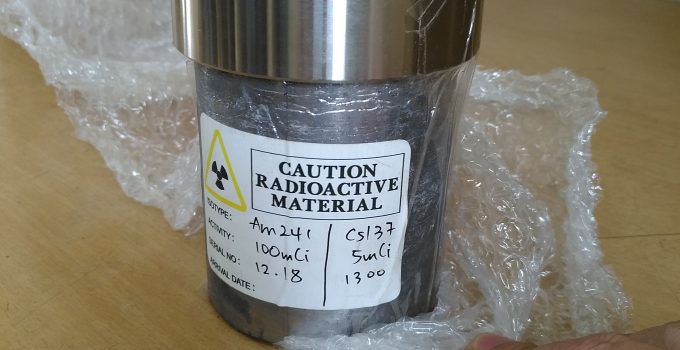 CAUTION
RADIOACTIVE
MATERIAL
ISOTYPE: Am241 Cs137
ACTIVITY: 100mCi 5mCi
SERIAL NO: 12.18 1300
ARRIVAL DATE: